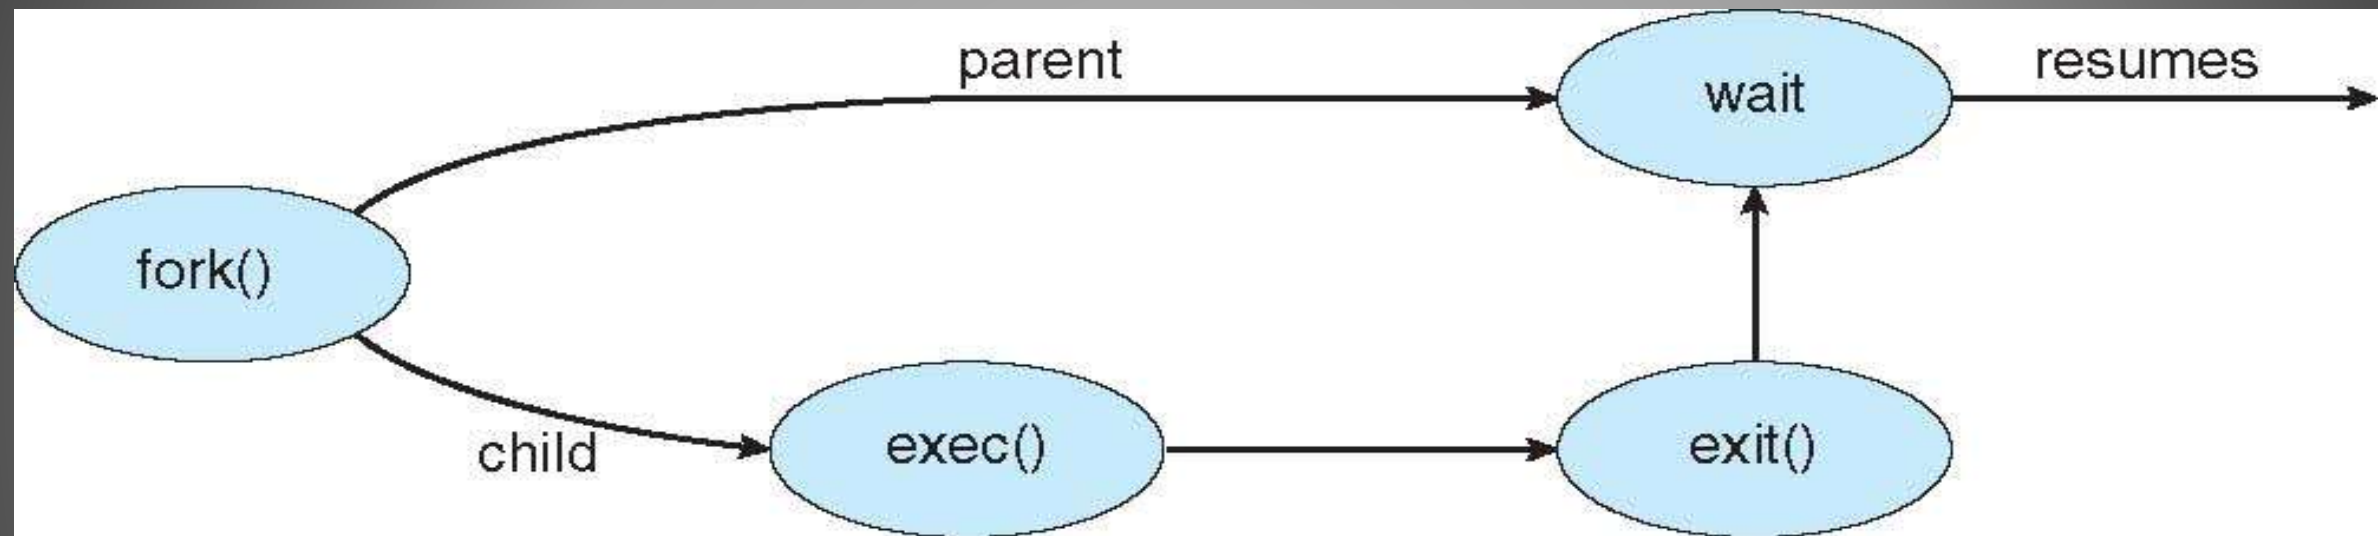 parent
wait
resumes
fork()
child
exec()
exit()